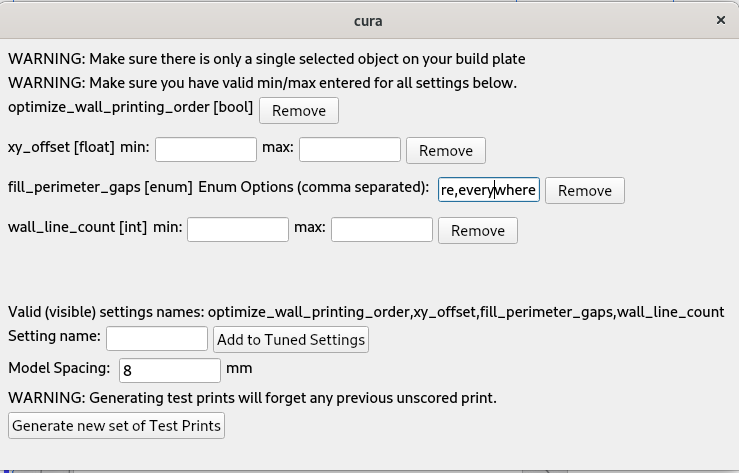 cura
WARNING: Make sure there is only a single selected object on your build plate
WARNING: Make sure you have valid min/max entered for all settings below.
optimize_wall_printing_order [bool] Remove
xy_offset [float] min: max: Remove
fill_perimeter_gaps [enum] Enum Options (comma separated): re,everywhere Remove
wall_line_count [int] min: max: Remove
Valid (visible) settings names: optimize_wall_printing_order,xy_offset,fill_perimeter_gaps,wall_line_count
Setting name: Add to Tuned Settings
Model Spacing: 8 mm
WARNING: Generating test prints will forget any previous unscored print.
Generate new set of Test Prints